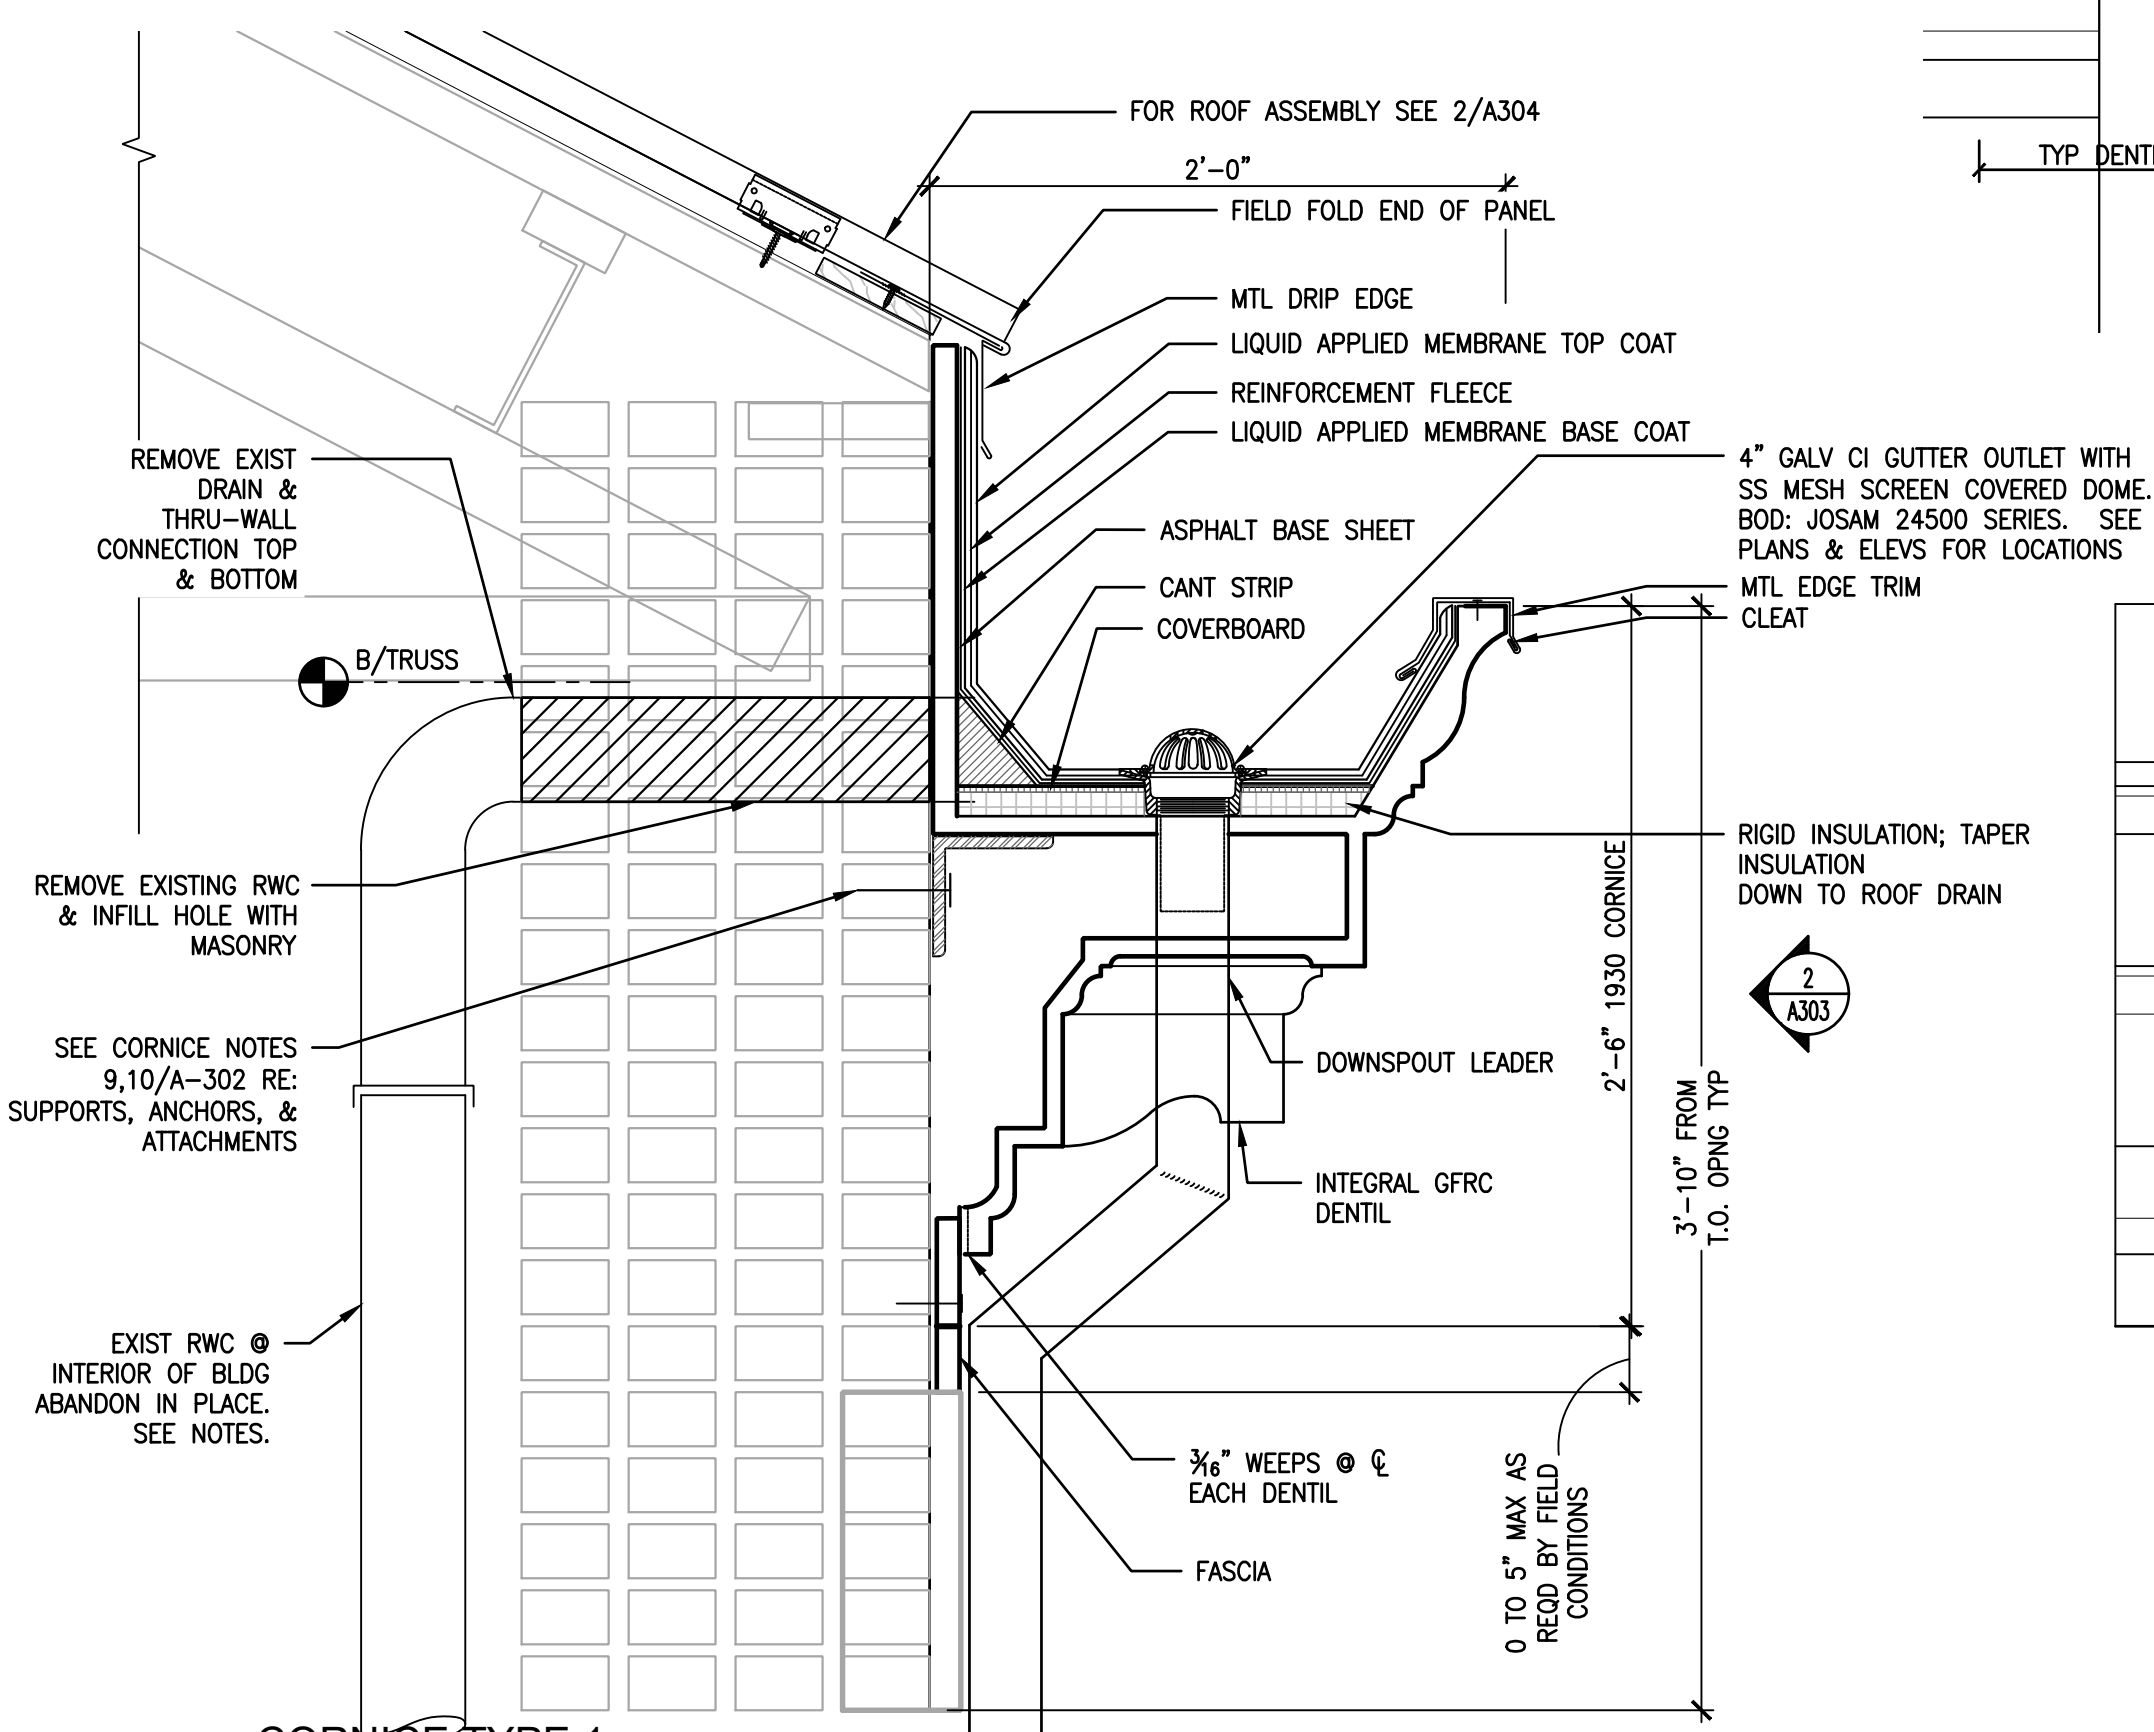 FOR ROOF ASSEMBLY SEE 2/A304
2'-0"
FIELD FOLD END OF PANEL
MTL DRIP EDGE
LIQUID APPLIED MEMBRANE TOP COAT
REINFORCEMENT FLEECE
LIQUID APPLIED MEMBRANE BASE COAT
ASPHALT BASE SHEET
CANT STRIP
COVERBOARD
TYP DENT
4" GALV CI GUTTER OUTLET WITH
SS MESH SCREEN COVERED DOME.
BOD: JOSAM 24500 SERIES. SEE
PLANS & ELEVS FOR LOCATIONS
MTL EDGE TRIM
CLEAT
RIGID INSULATION; TAPER
INSULATION
DOWN TO ROOF DRAIN
2
A303
REMOVE EXIST
DRAIN &
THRU-WALL
CONNECTION TOP
& BOTTOM
B/TRUSS
REMOVE EXISTING RWC
& INFILL HOLE WITH
MASONRY
SEE CORNICE NOTES
9,10/A-302 RE:
SUPPORTS, ANCHORS, &
ATTACHMENTS
EXIST RWC @
INTERIOR OF BLDG
ABANDON IN PLACE.
SEE NOTES.
DOWNSPOUT LEADER
INTEGRAL GFRC
DENTIL
3/16" WEEPS @ ℄
EACH DENTIL
FASCIA
2'-6" 1930 CORNICE
3'-10" FROM
T.O. OPNG TYP
0 TO 5" MAX AS
REQD BY FIELD
CONDITIONS
CORNICE TYPE 1